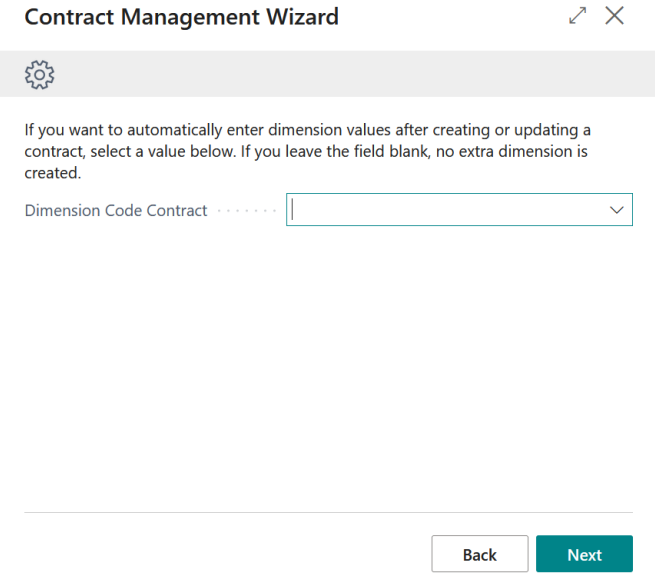 Contract Management Wizard
If you want to automatically enter dimension values after creating or updating a
contract, select a value below. If you leave the field blank, no extra dimension is
created.
Dimension Code Contract
Back Next